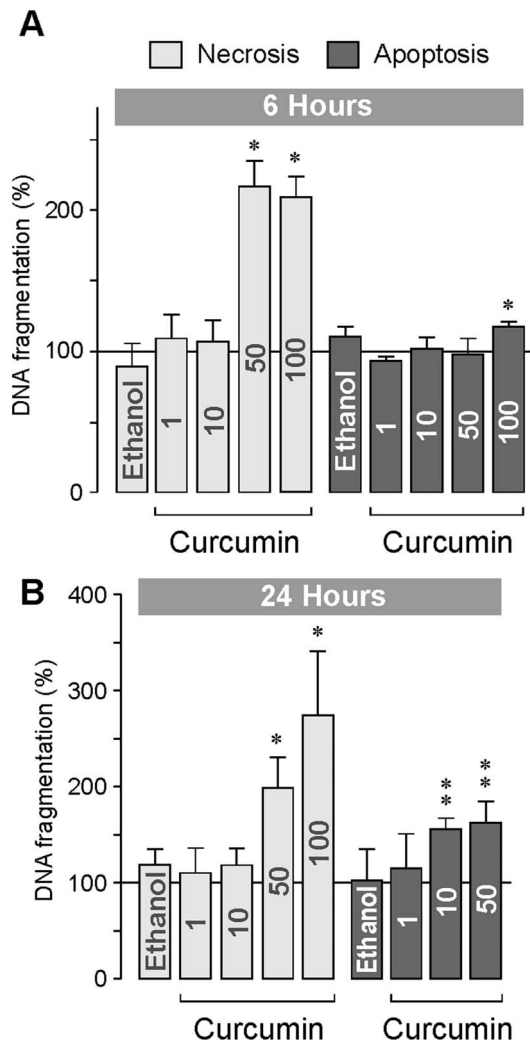 A
Necrosis Apoptosis
6 Hours
DNA fragmentation (%)
200
100
0
* * *
Ethanol 1 10 50 100 Ethanol 1 10 50 100
Curcumin Curcumin
B
24 Hours
DNA fragmentation (%)
400
300
200
100
0
* * ** **
Ethanol 1 10 50 100 Ethanol 1 10 50
Curcumin Curcumin